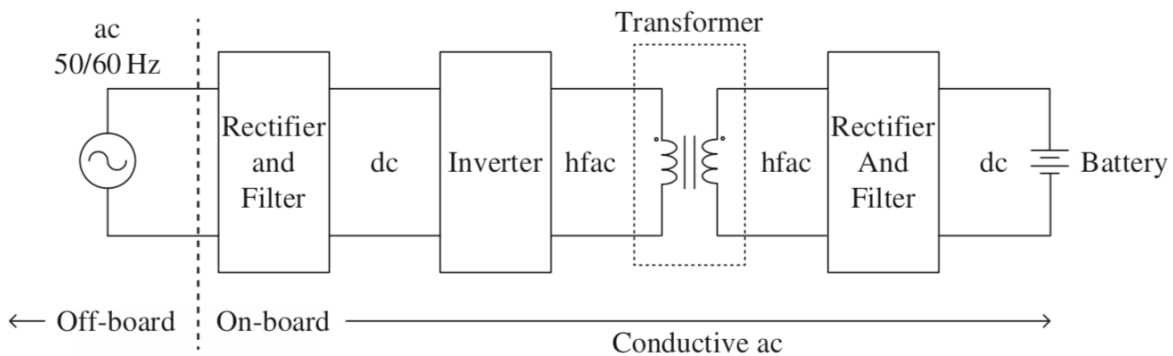 Transformer
ac
50/60 Hz
Rectifier
and
Filter
dc
Inverter
hfac
hfac
Rectifier
And
Filter
dc
Battery
Off-board
On-board
Conductive ac